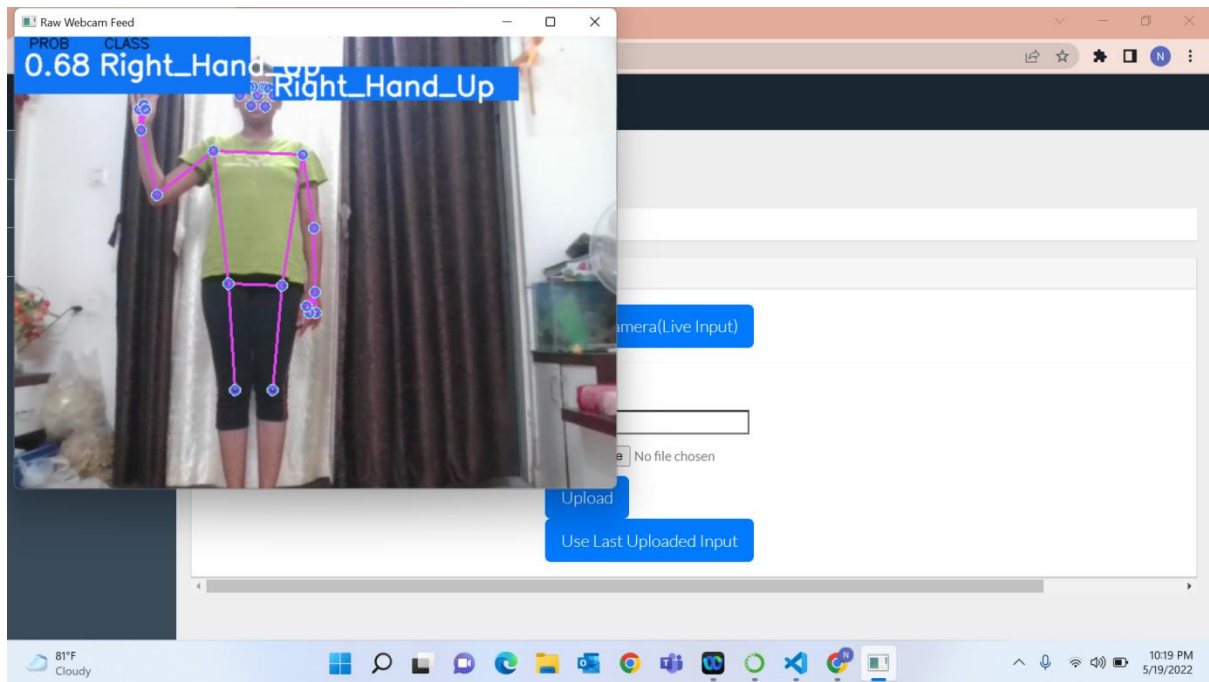 Raw Webcam Feed
PROB CLASS
0.68 Right_Hand_Up
Right_Hand_Up
N
amera(Live Input)
e No file chosen
Upload
Use Last Uploaded Input
81°F
Cloudy
N
10:19 PM
5/19/2022